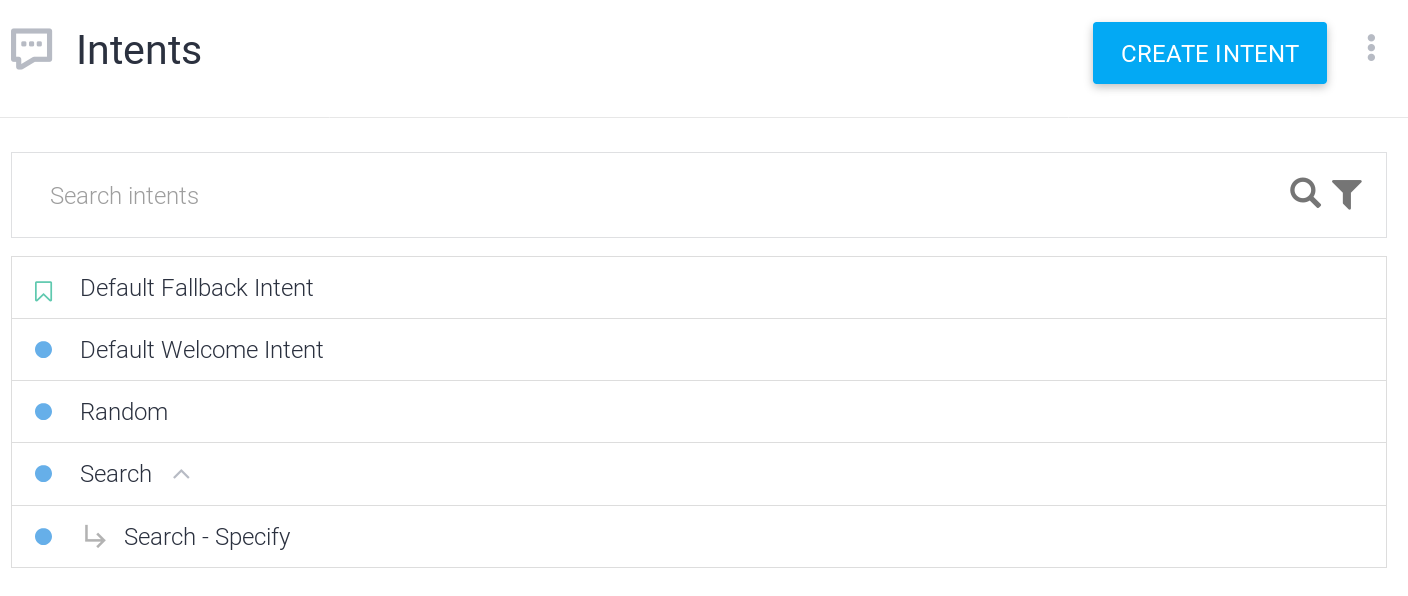 Intents
CREATE INTENT
Search intents
Default Fallback Intent
Default Welcome Intent
Random
Search
Search - Specify